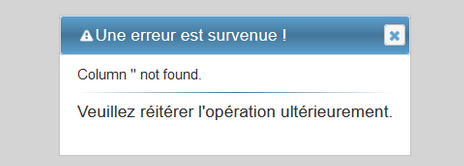 Une erreur est survenue !
Column '' not found.
Veuillez réitérer l'opération ultérieurement.